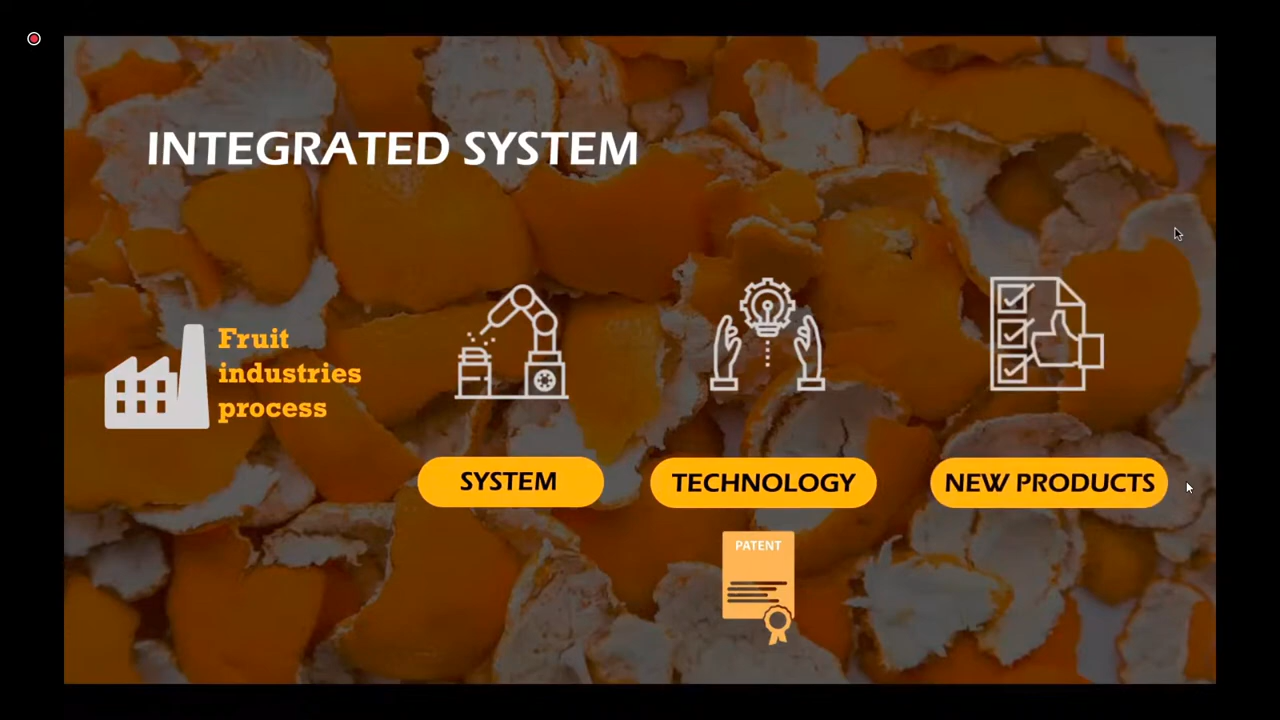 INTEGRATED SYSTEM
Fruit
industries
process
SYSTEM
TECHNOLOGY
NEW PRODUCTS
PATENT